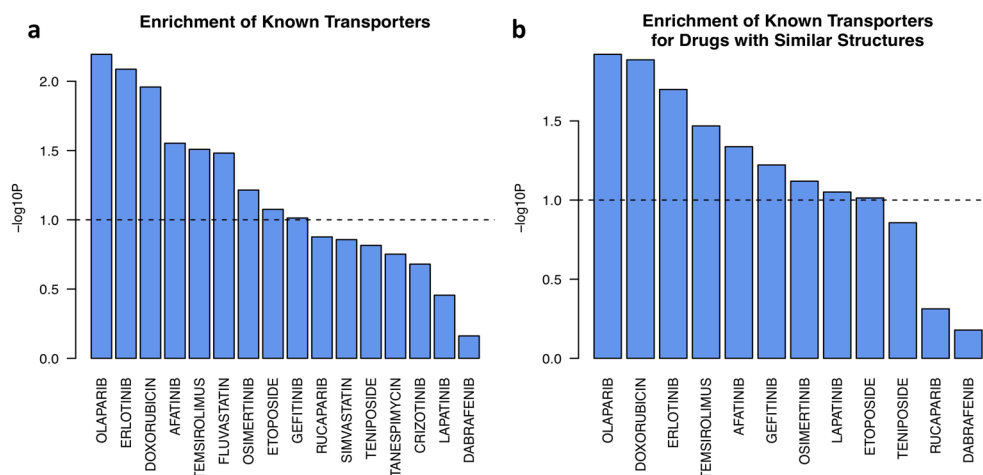 a
Enrichment of Known Transporters
-log10P
2.0
1.5
1.0
0.5
0.0
OLAPARIB
ERLOTINIB
DOXORUBICIN
AFATINIB
TEMSIROLIMUS
FLUVASTATIN
OSIMERTINIB
ETOPOSIDE
GEFITINIB
RUCAPARIB
SIMVASTATIN
TENIPOSIDE
TANESPIMYCIN
CRIZOTINIB
LAPATINIB
DABRAFENIB
b
Enrichment of Known Transporters
for Drugs with Similar Structures
-log10P
1.5
1.0
0.5
0.0
OLAPARIB
DOXORUBICIN
ERLOTINIB
TEMSIROLIMUS
AFATINIB
GEFITINIB
OSIMERTINIB
LAPATINIB
ETOPOSIDE
TENIPOSIDE
RUCAPARIB
DABRAFENIB